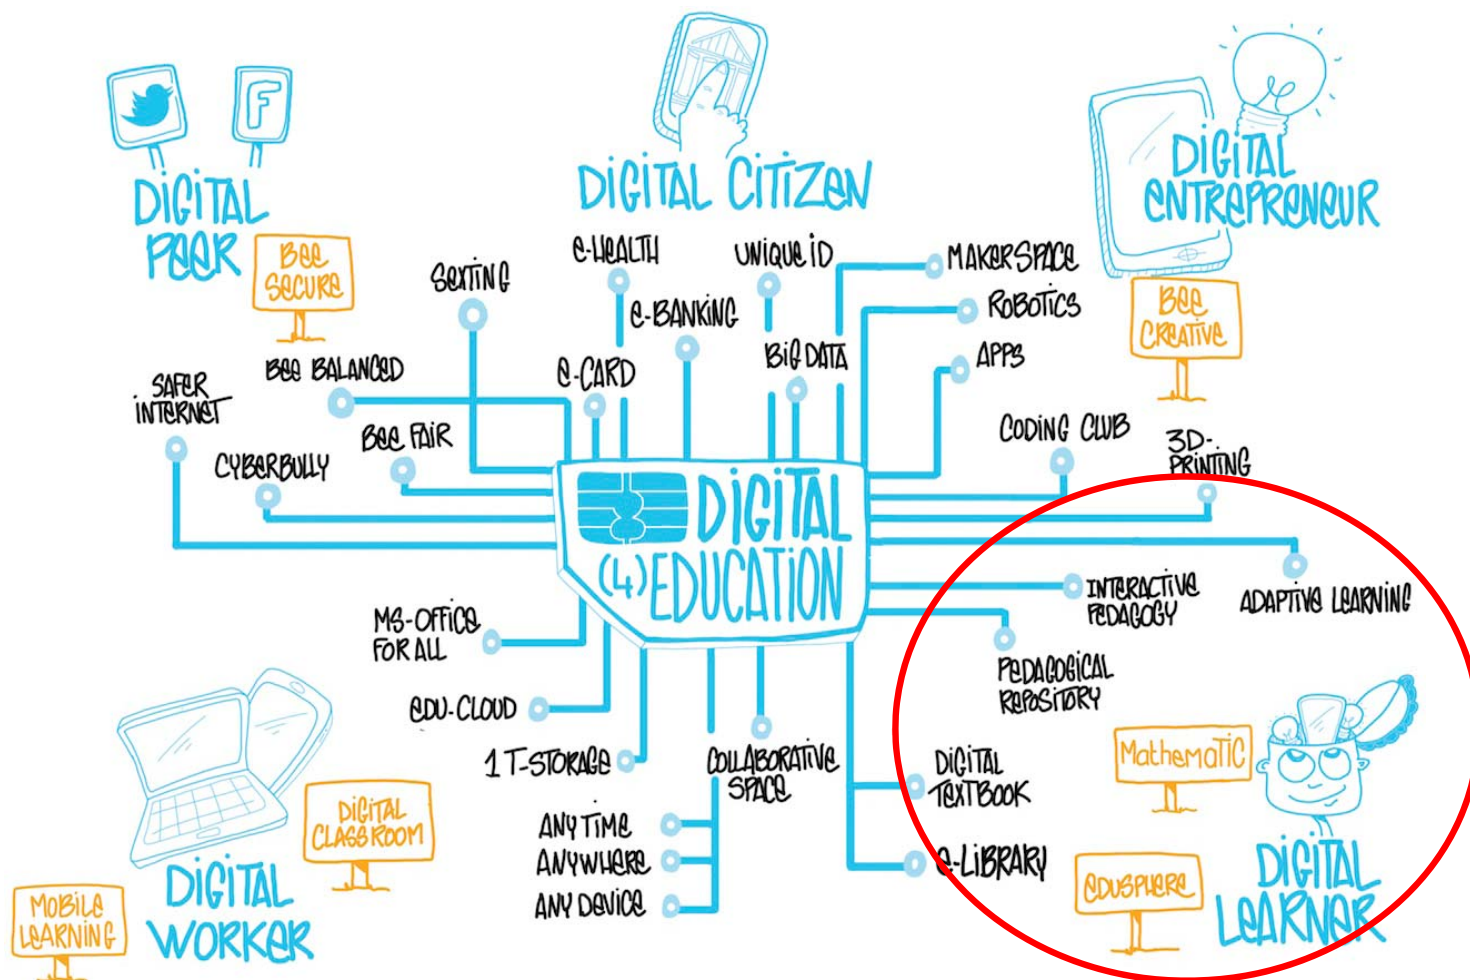 F
DIGITAL CITIZEN
DIGITAL
ENTREPRENEUR
DIGITAL
PEER
BEE
SECURE
SEXTING
e-HEALTH
UNIQUE ID
MAKERSPACE
ROBOTICS
BEE
CREATIVE
e-BANKING
BIG DATA
APPS
BEE BALANCED
e-CARD
SAFER
INTERNET
BEE FAIR
CODING CLUB
3D-
PRINTING
CYBERBULLY
DIGITAL
(4) EDUCATION
INTERACTIVE
PEDAGOGY
ADAPTIVE LEARNING
MS-OFFICE
FOR ALL
PEDAGOGICAL
REPOSITORY
EDU-CLOUD
1T-STORAGE
COLLABORATIVE
SPACE
DIGITAL
TEXTBOOK
MathemaTIC
DIGITAL
CLASSROOM
ANYTIME
ANYWHERE
ANY DEVICE
e-LIBRARY
EDUSPHERE
DIGITAL
LEARNER
DIGITAL
WORKER
MOBILE
LEARNING